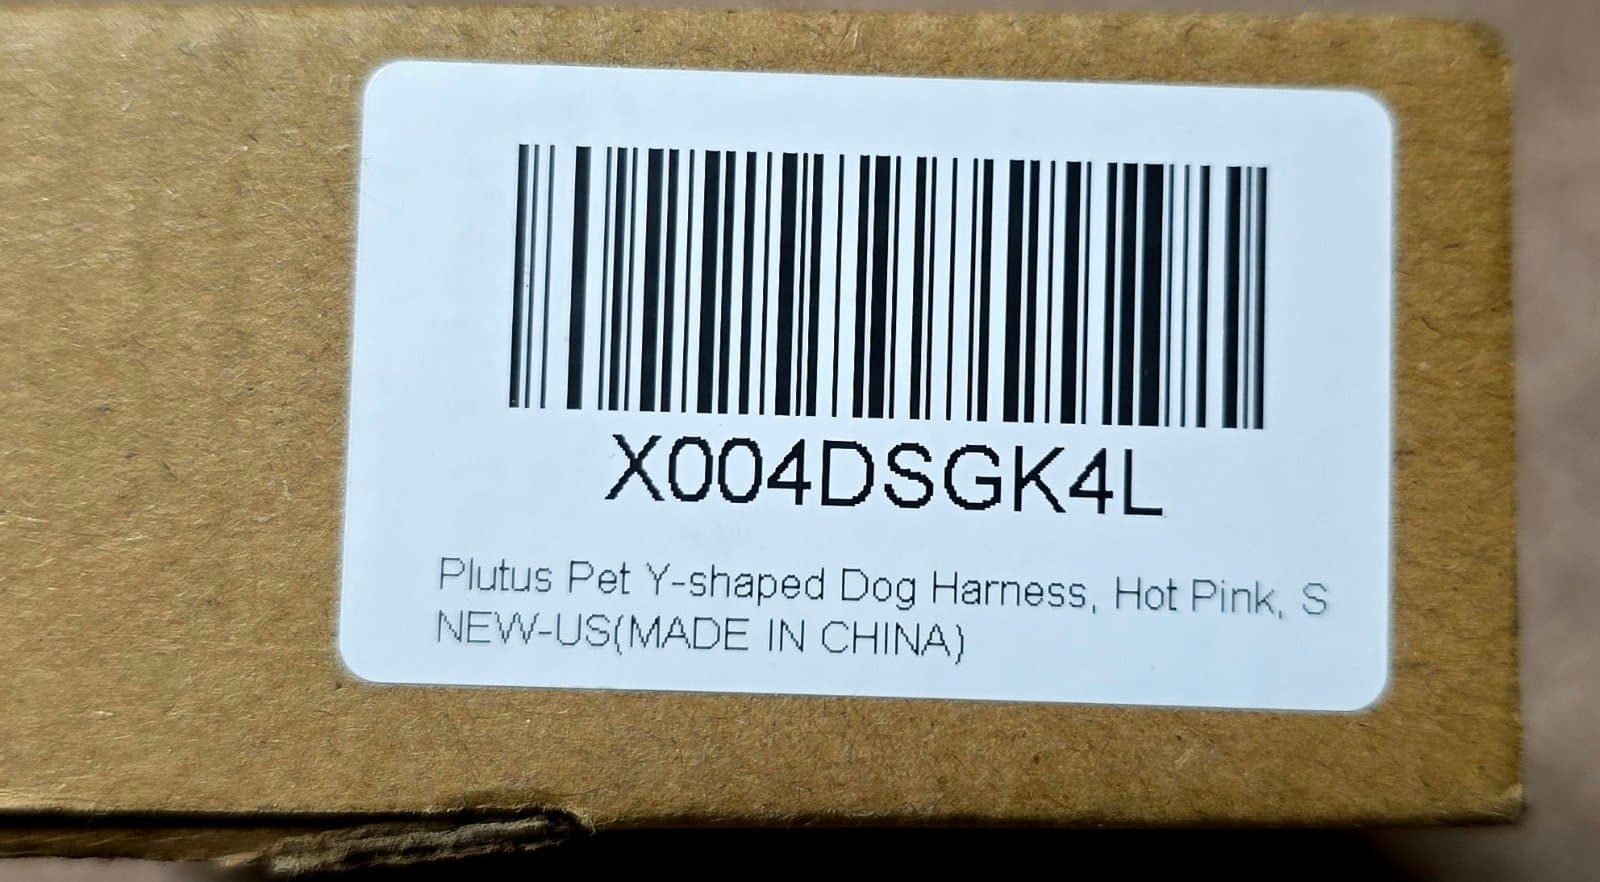 X004DSGK4L
Plutus Pet Y-shaped Dog Harness, Hot Pink, S
NEW-US(MADE IN CHINA)